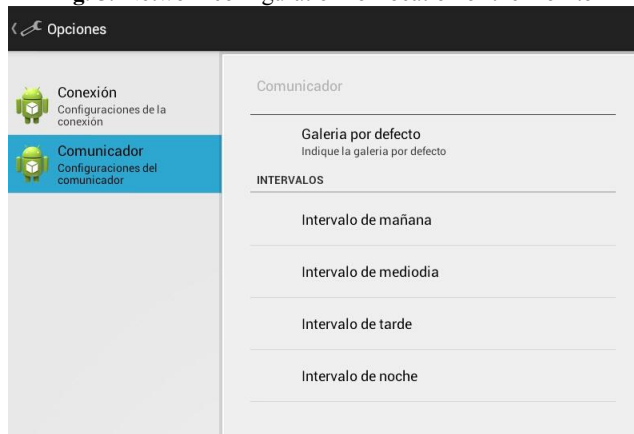 Opciones
Conexión
Configuraciones de la
conexión
Comunicador
Configuraciones del
comunicador
Comunicador
Galeria por defecto
Indique la galeria por defecto
INTERVALOS
Intervalo de mañana
Intervalo de mediodia
Intervalo de tarde
Intervalo de noche